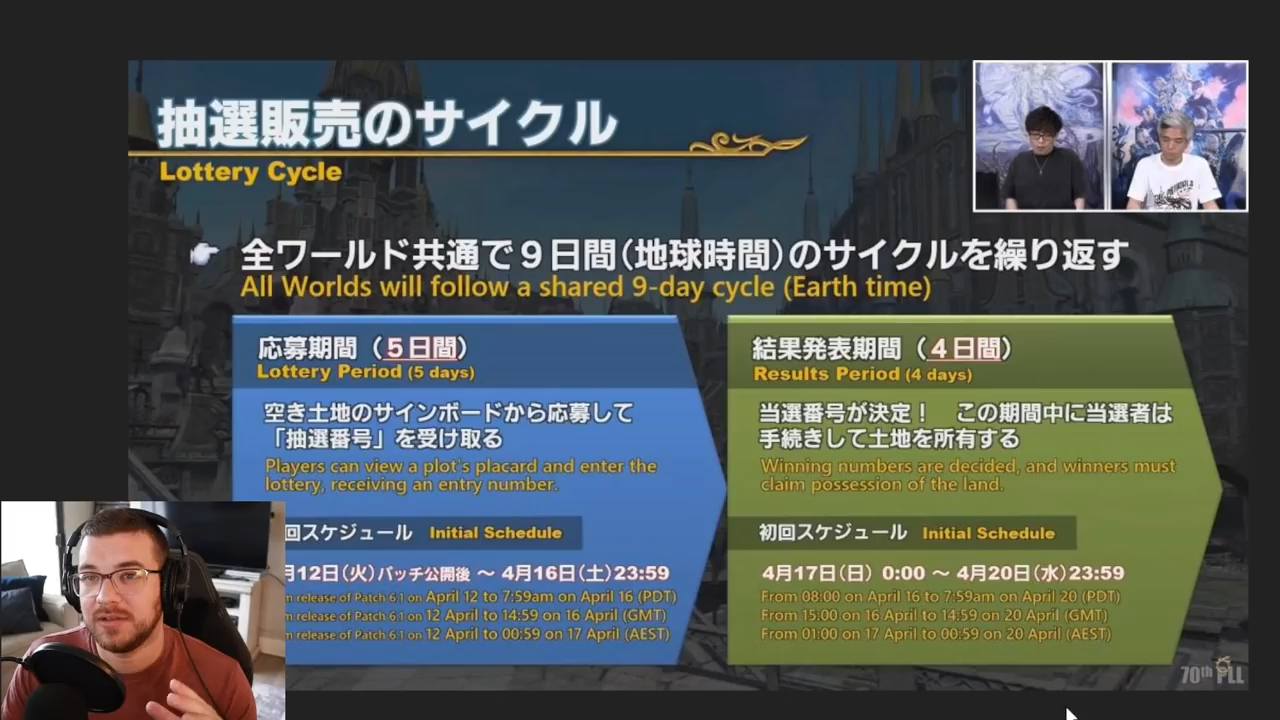 抽選販売のサイクル
Lottery Cycle
全ワールド共通で９日間（地球時間）のサイクルを繰り返す
All Worlds will follow a shared 9-day cycle (Earth time)
応募期間（５日間）
Lottery Period (5 days)
空き土地のサインボードから応募して
「抽選番号」を受け取る
Players can view a plot's placard and enter the
lottery, receiving an entry number.
回スケジュール Initial Schedule
月12日（火）パッチ公開後 ～ 4月16日（土）23:59
release of Patch 6.1 on April 12 to 7:59am on April 16 (PDT)
release of Patch 6.1 on 12 April to 14:59 on 16 April (GMT)
release of Patch 6.1 on 12 April to 00:59 on 17 April (AEST)
結果発表期間（４日間）
Results Period (4 days)
当選番号が決定！ この期間中に当選者は
手続きして土地を所有する
Winning numbers are decided, and winners must
claim possession of the land.
初回スケジュール Initial Schedule
4月17日（日） 0:00 ～ 4月20日（水）23:59
From 08:00 on April 16 to 7:59am on April 20 (PDT)
From 15:00 on 16 April to 14:59 on 20 April (GMT)
From 01:00 on 17 April to 00:59 on 20 April (AEST)
70th PLL